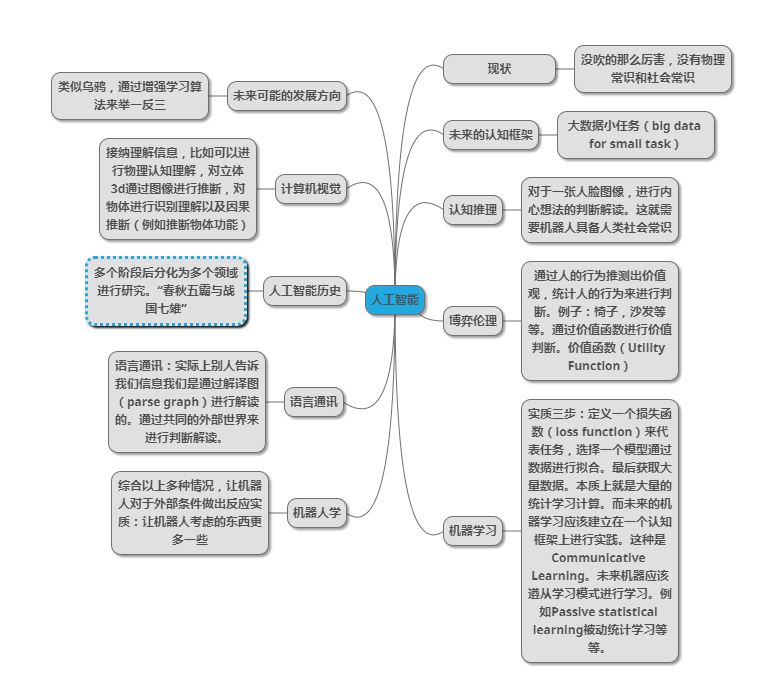 人工智能
现状
没吹的那么厉害，没有物理
常识和社会常识
未来的认知框架
大数据小任务（big data
for small task）
认知推理
对于一张人脸图像，进行内
心想法的判断解读。这就需
要机器人具备人类社会常识
博弈伦理
通过人的行为推测出价值
观，统计人的行为来进行判
断。例子：椅子，沙发等
等。通过价值函数进行价值
判断。价值函数（Utility
Function）
机器学习
实质三步：定义一个损失函
数（loss function）来代
表任务，选择一个模型通过
数据进行拟合。最后获取大
量数据。本质上就是大量的
统计学习计算。而未来的机
器学习应该建立在一个认知
框架上进行实践。这种是
Communicative
Learning。未来机器应该
遵从学习模式进行学习。例
如Passive statistical
learning被动统计学习等
等。
未来可能的发展方向
类似乌鸦，通过增强学习算
法来举一反三
计算机视觉
接纳理解信息，比如可以进
行物理认知理解，对立体
3d通过图像进行推断，对
物体进行识别理解以及因果
推断（例如推断物体功能）
人工智能历史
多个阶段后分化为多个领域
进行研究。“春秋五霸与战
国七雄”
语言通讯
语言通讯：实际上别人告诉
我们信息我们是通过解译图
（parse graph）进行解读
的。通过共同的外部世界来
进行判断解读。
机器人学
综合以上多种情况，让机器
人对于外部条件做出反应实
质：让机器人考虑的东西更
多一些